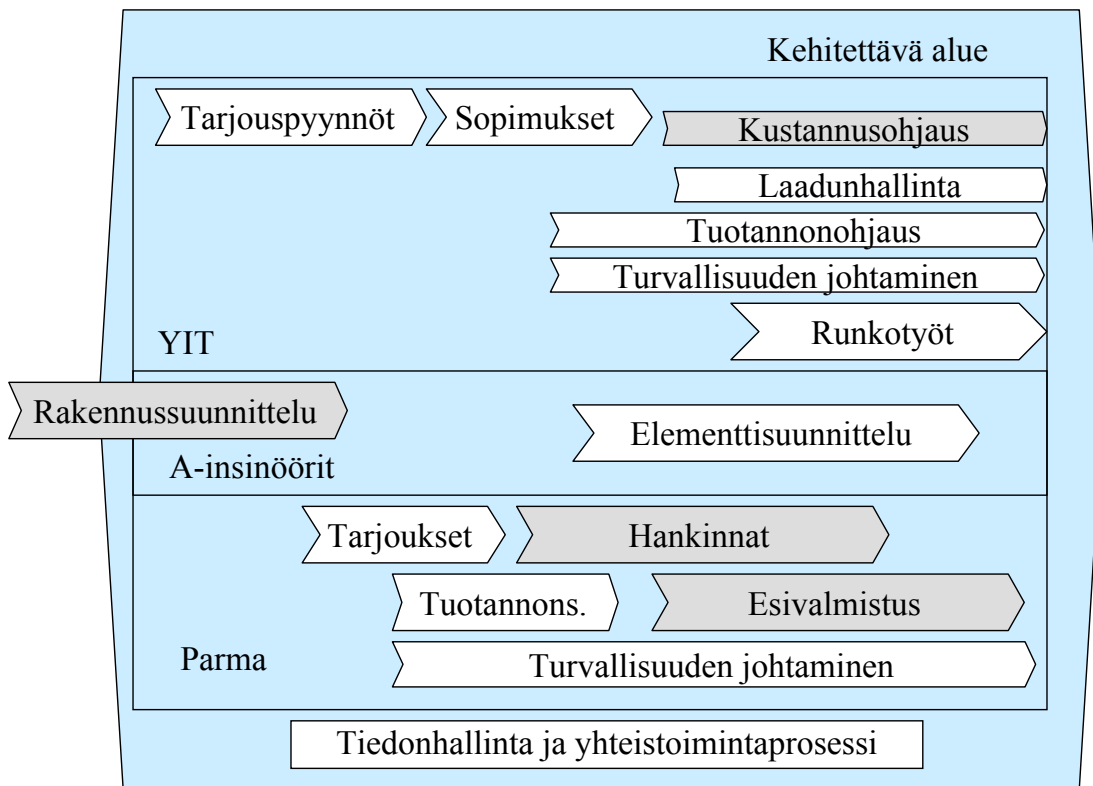 Kehitettävä alue
Tarjouspyynnöt
Sopimukset
Kustannusohjaus
Laadunhallinta
Tuotannonohjaus
Turvallisuuden johtaminen
Runkotyöt
YIT
Rakennussuunnittelu
Elementtisuunnittelu
A-insinöörit
Tarjoukset
Hankinnat
Tuotannons.
Esivalmistus
Parma
Turvallisuuden johtaminen
Tiedonhallinta ja yhteistoimintaprosessi